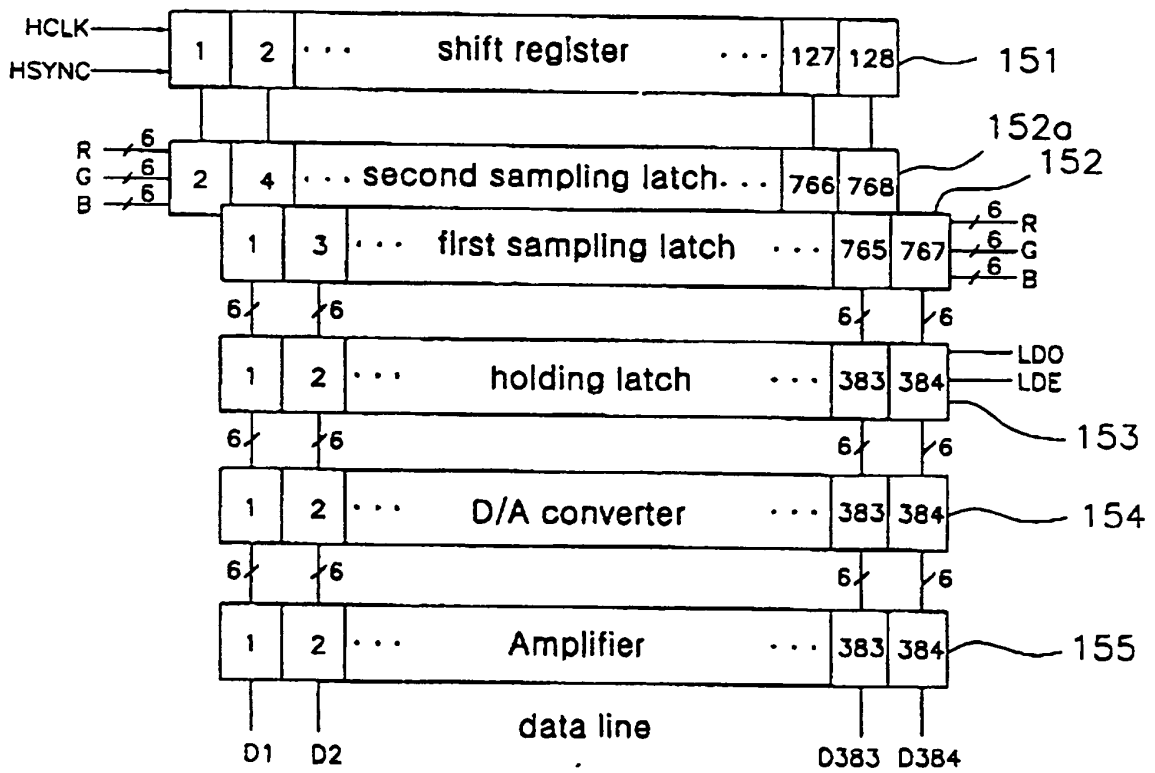 HCLK
HSYNC
1 2 ... shift register ... 127 128
151
152a
152
R 6
G 6
B 6
2 4 ... second sampling latch... 766 768
1 3 ... first sampling latch ... 765 767
6 R
6 G
6 B
6 6 6 6
1 2 ... holding latch ... 383 384
LDO
LDE
153
6 6 6 6
1 2 ... D/A converter ... 383 384
154
6 6 6 6
1 2 ... Amplifier ... 383 384
155
data line
D1 D2 D383 D384